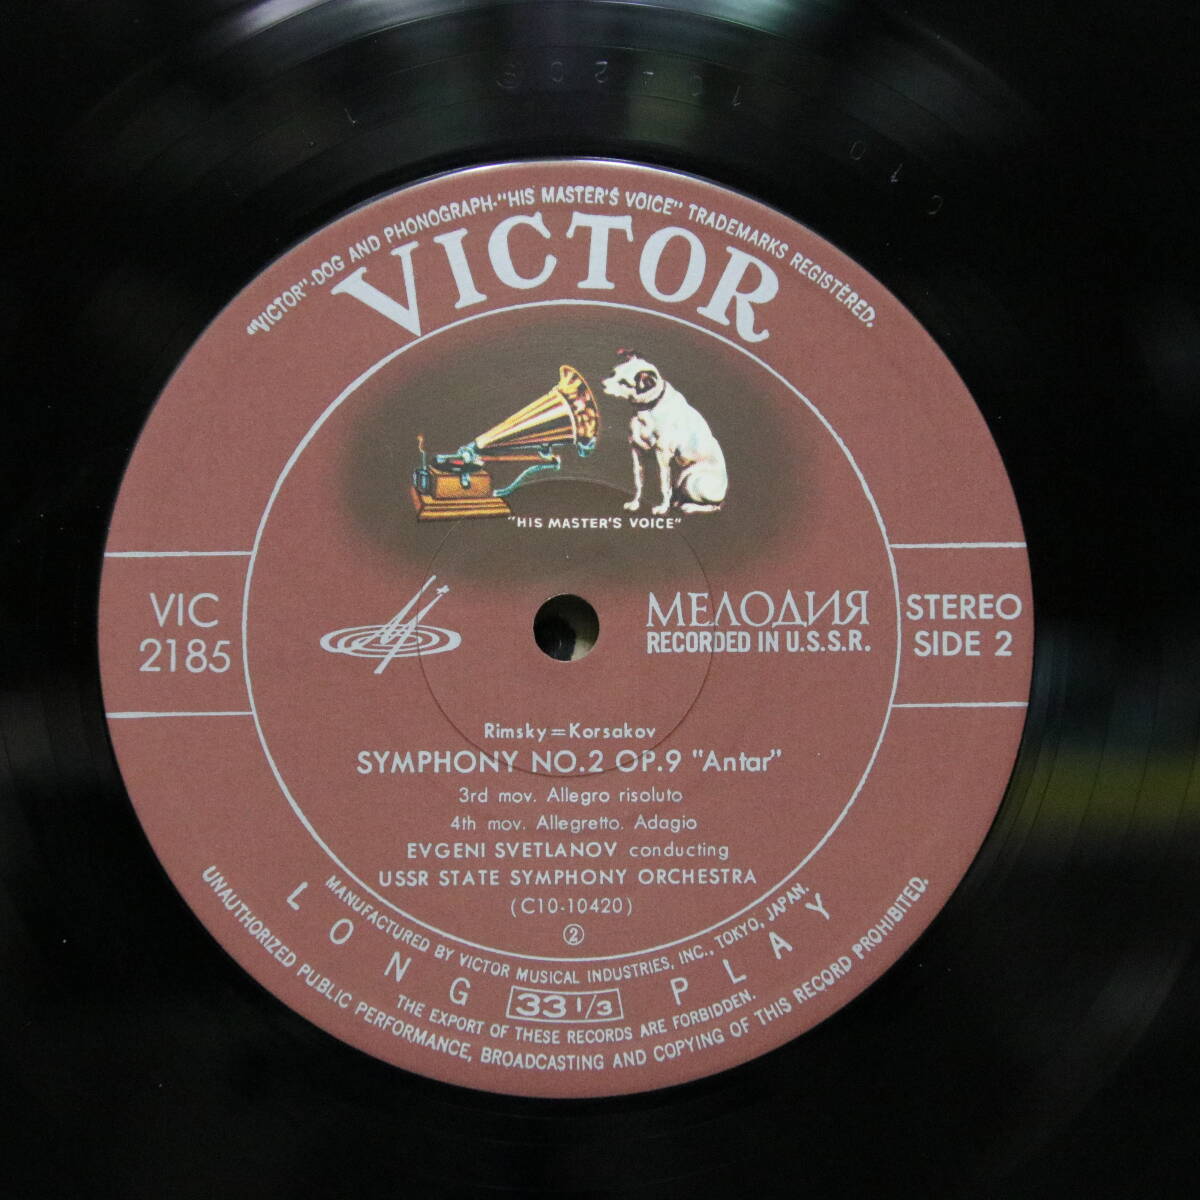 "VICTOR"-DOG AND PHONOGRAPH-"HIS MASTER'S VOICE" TRADEMARKS REGISTERED.
VICTOR
"HIS MASTER'S VOICE"
VIC
2185
МЕЛОДИЯ
RECORDED IN U.S.S.R.
STEREO
SIDE 2
Rimsky=Korsakov
SYMPHONY NO.2 OP.9 "Antar"
3rd mov. Allegro risoluto
4th mov. Allegretto. Adagio
EVGENI SVETLANOV conducting
USSR STATE SYMPHONY ORCHESTRA
(C10-10420)
②
MANUFACTURED BY VICTOR MUSICAL INDUSTRIES, INC., TOKYO, JAPAN.
LONG PLAY
33 1/3
THE EXPORT OF THESE RECORDS ARE FORBIDDEN.
UNAUTHORIZED PUBLIC PERFORMANCE, BROADCASTING AND COPYING OF THIS RECORD PROHIBITED.